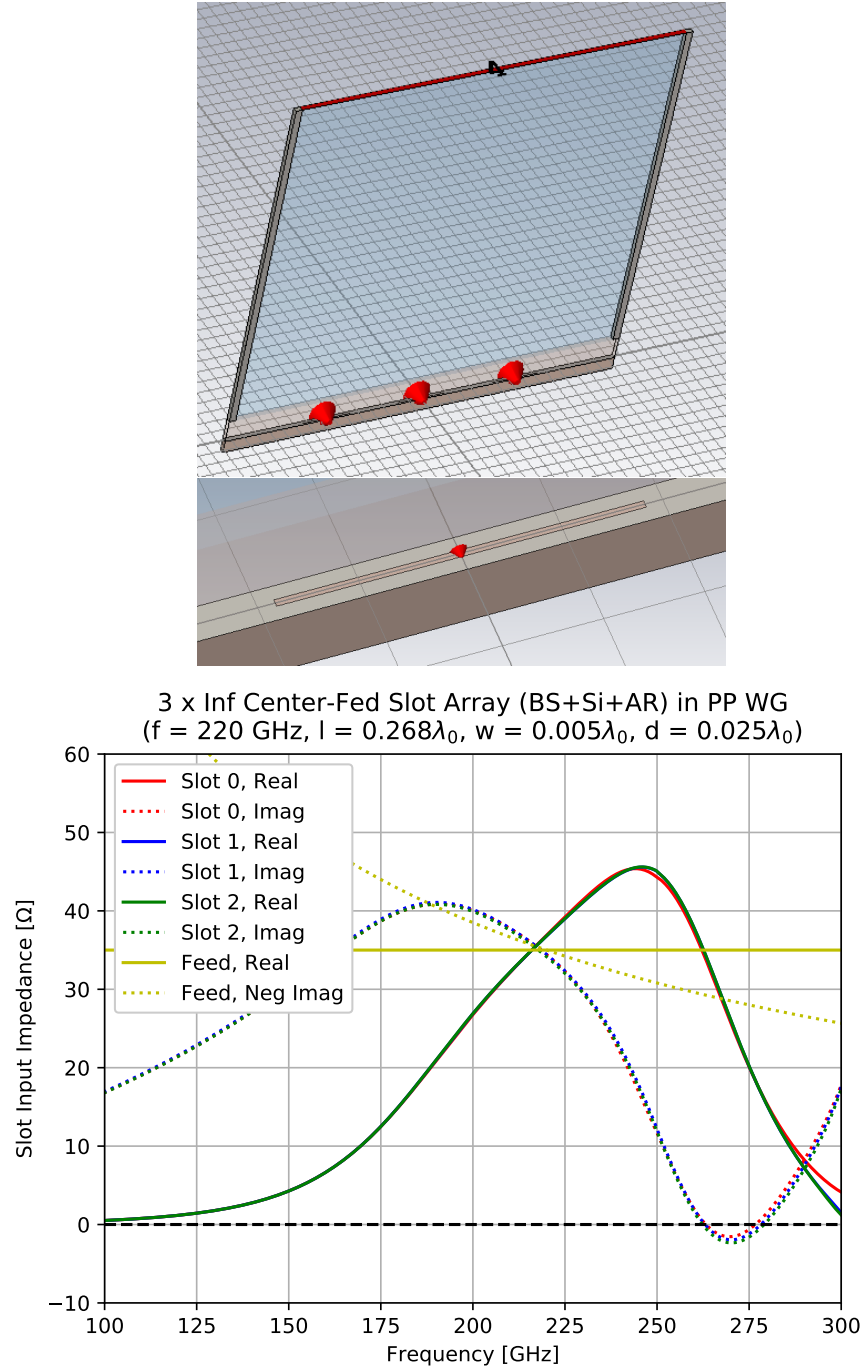 4
3 x Inf Center-Fed Slot Array (BS+Si+AR) in PP WG
(f = 220 GHz, l = 0.268λ₀, w = 0.005λ₀, d = 0.025λ₀)
60
50
40
30
20
10
0
−10
Slot Input Impedance [Ω]
Slot 0, Real
Slot 0, Imag
Slot 1, Real
Slot 1, Imag
Slot 2, Real
Slot 2, Imag
Feed, Real
Feed, Neg Imag
100 125 150 175 200 225 250 275 300
Frequency [GHz]